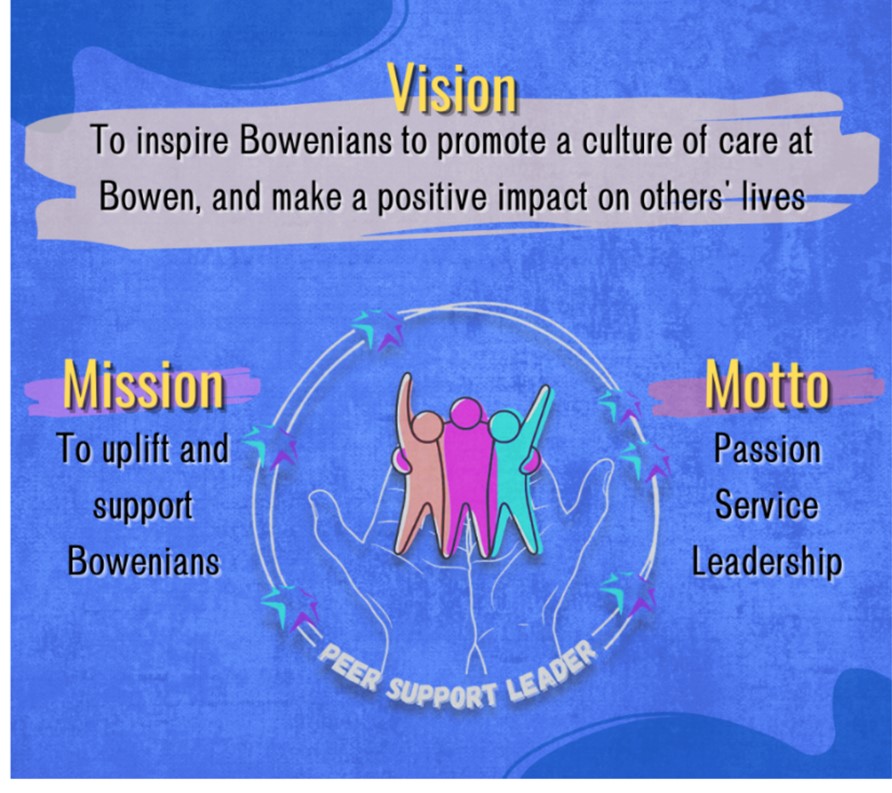 Vision
To inspire Bowenians to promote a culture of care at
Bowen, and make a positive impact on others' lives
Mission
To uplift and
support
Bowenians
Motto
Passion
Service
Leadership
PEER SUPPORT LEADER